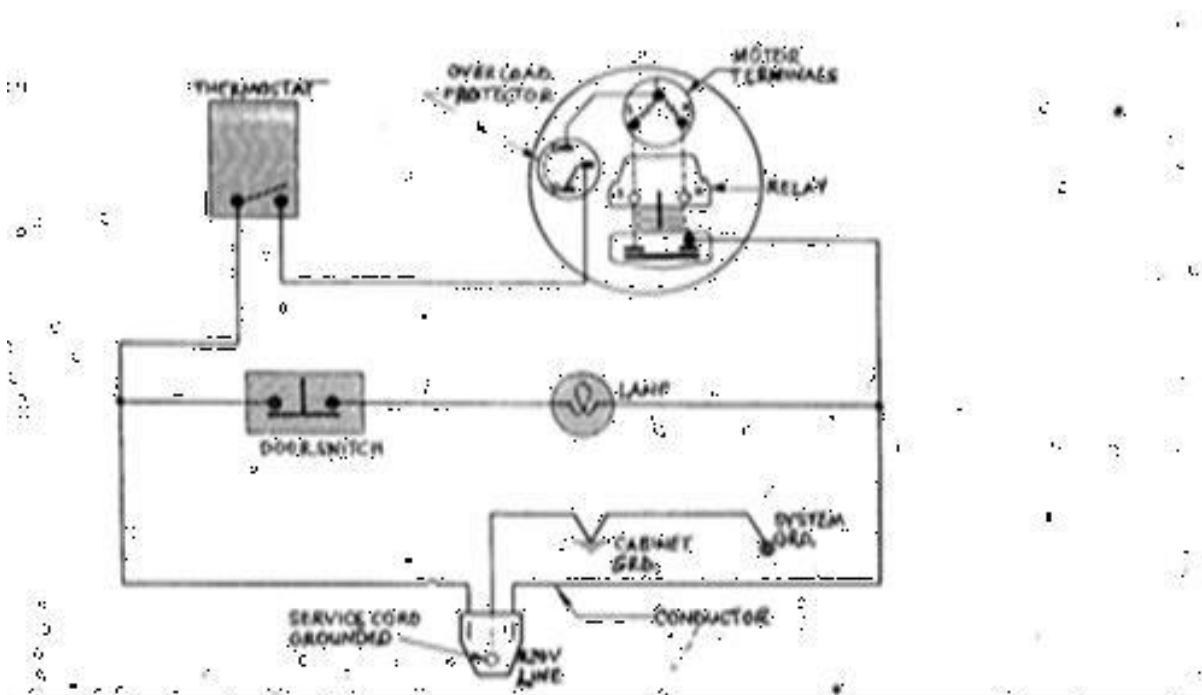 THERMOSTAT
OVERLOAD
PROTECTOR
MOTOR
TERMINALS
RELAY
LAMP
DOOR SWITCH
SYSTEM
GRD.
CABINET
GRD.
SERVICE CORD
GROUNDED
LINE
CONDUCTOR